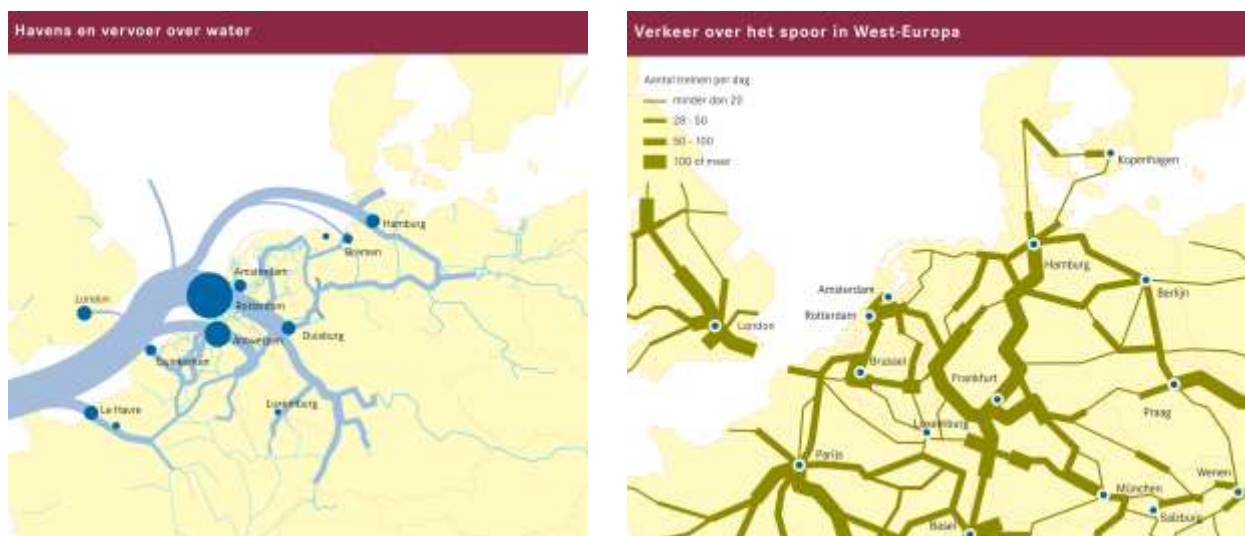 Havens en vervoer over water
Hamburg
Bremen
Amsterdam
Rotterdam
London
Antwerpen
Duisburg
Duinkerken
Luxemburg
Le Havre
Verkeer over het spoor in West-Europa
Aantal treinen per dag
minder dan 20
50 - 100
100 of meer
Kopenhagen
Hamburg
Berlijn
Amsterdam
Rotterdam
London
Brussel
Frankfurt
Praag
Luxemburg
Parijs
Wenen
München
Salzburg
Basel